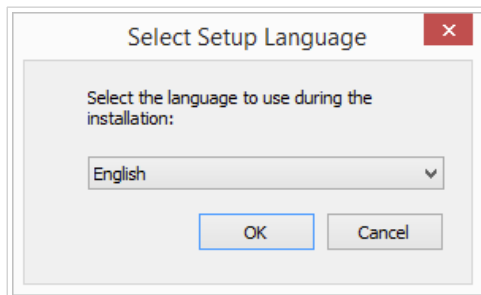 Select Setup Language
Select the language to use during the
installation:
English
OK Cancel